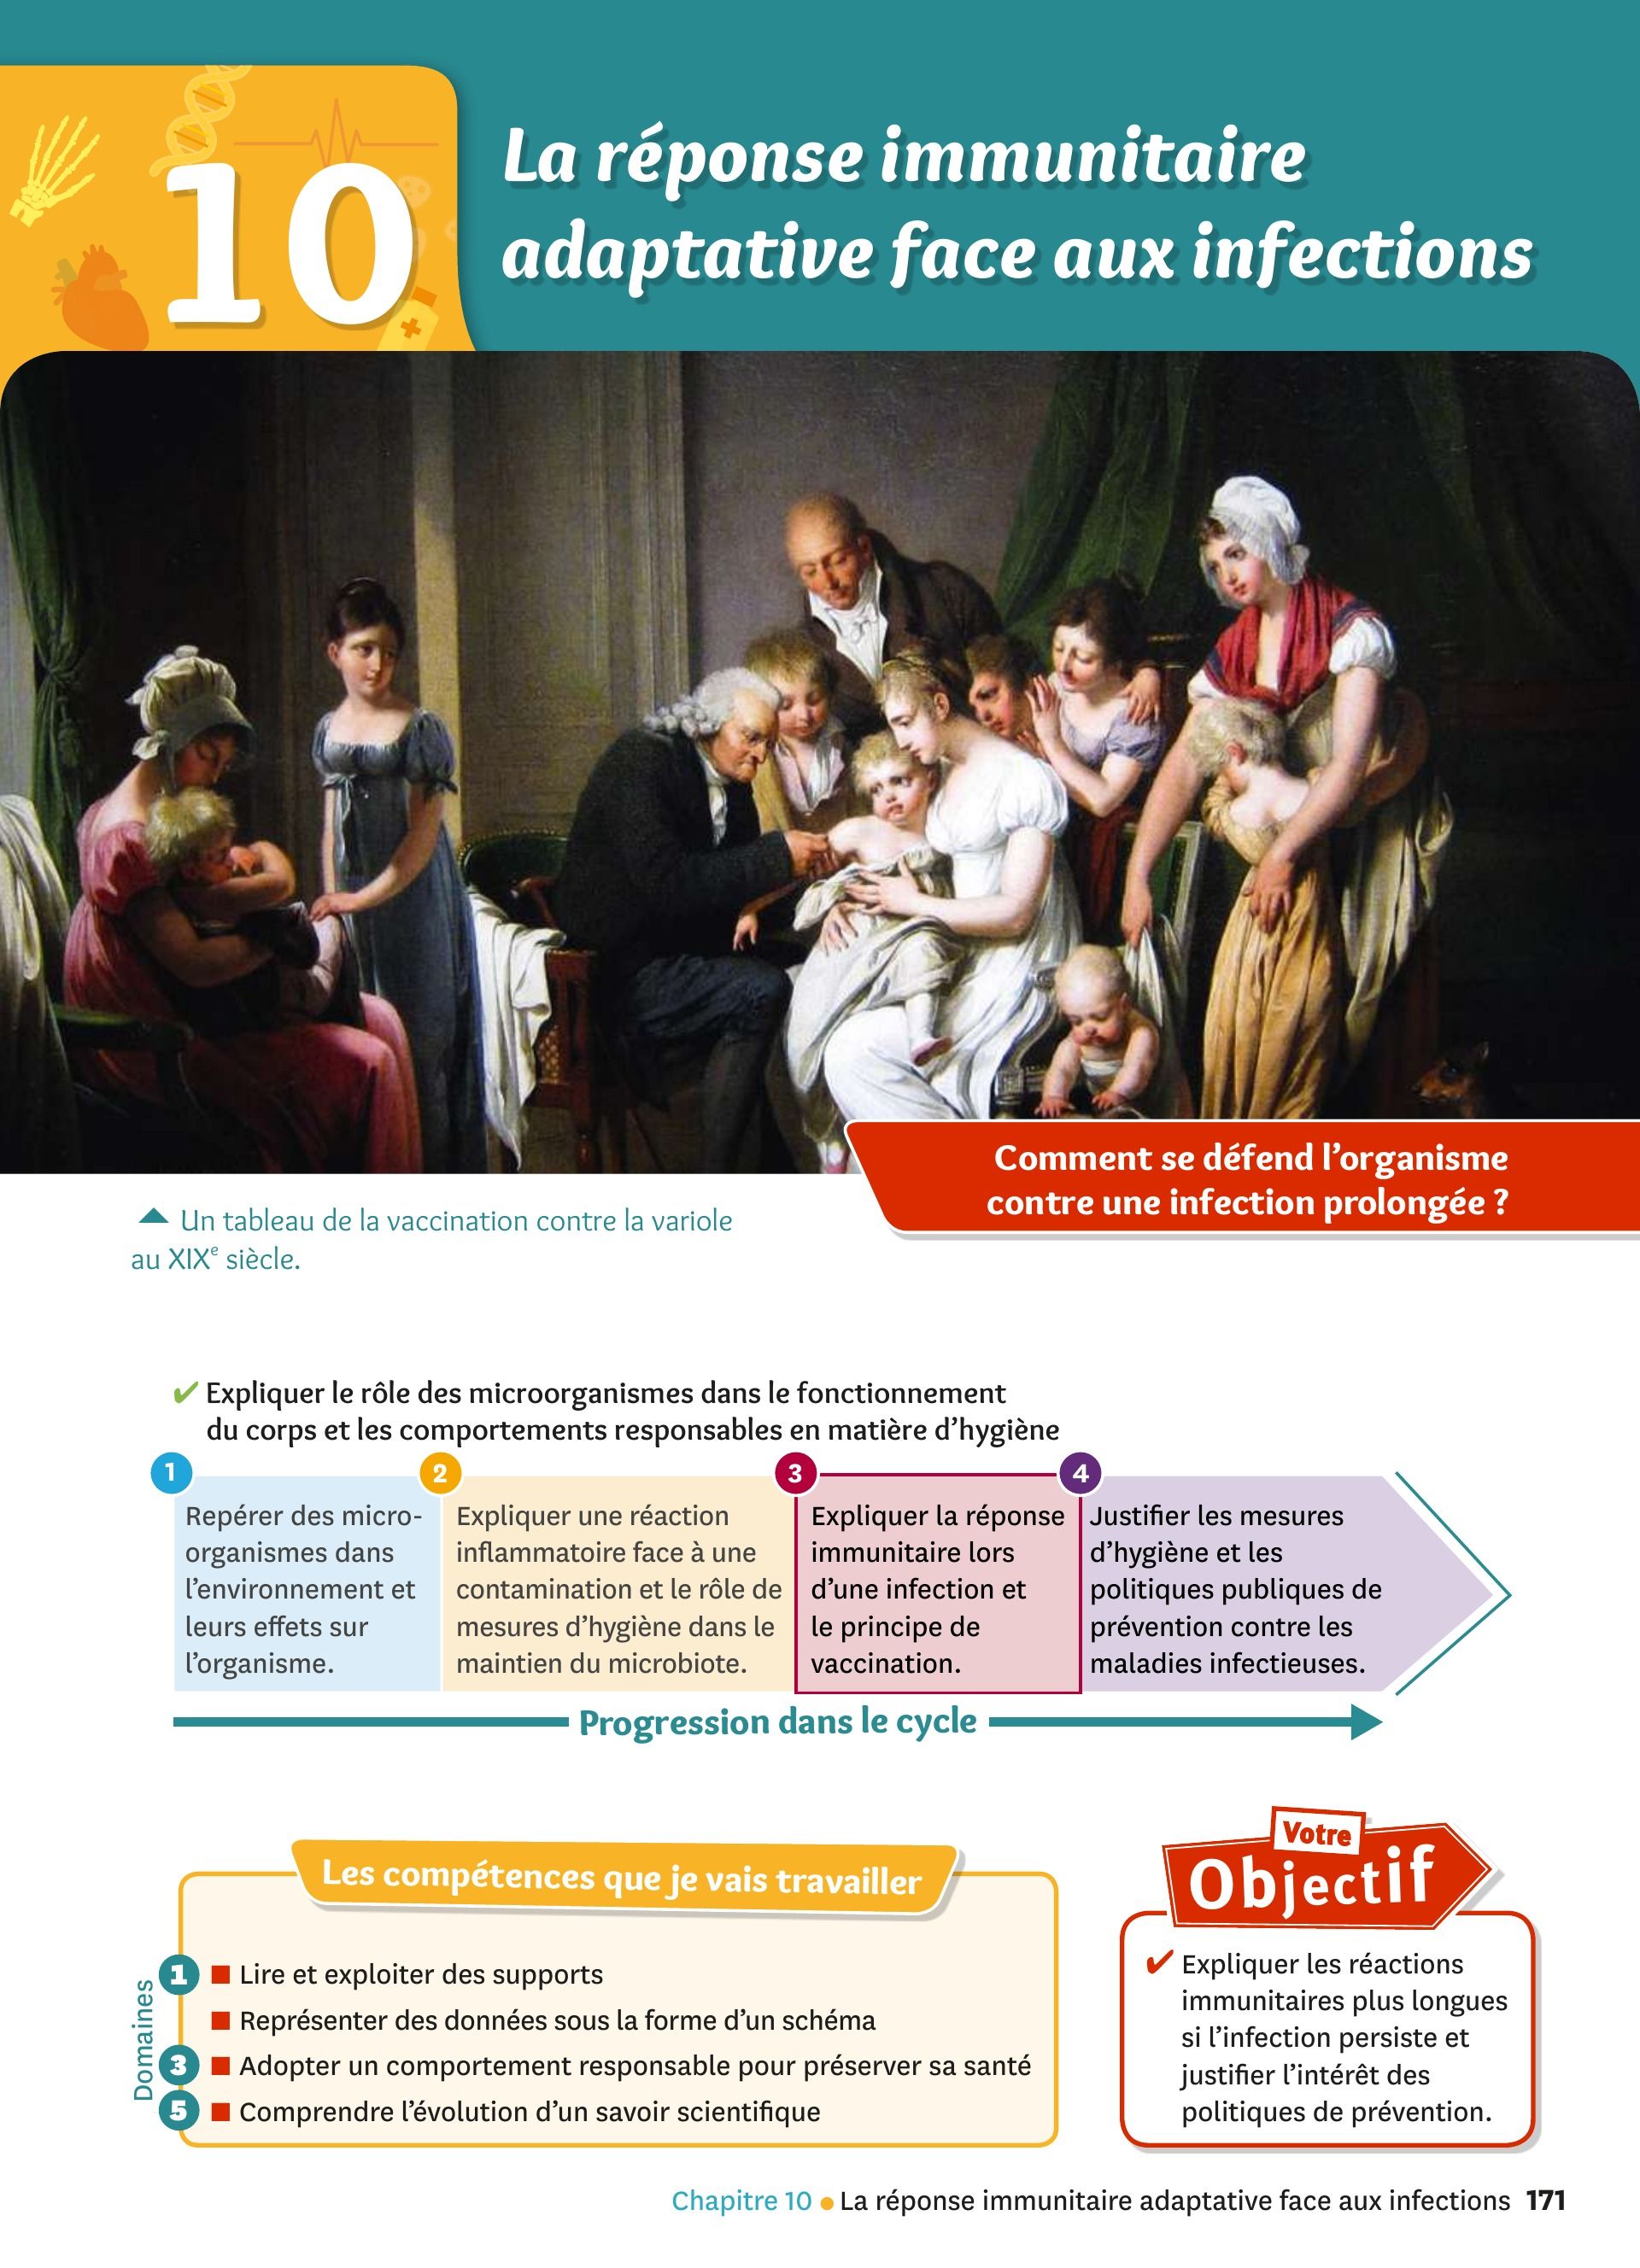 10
La réponse immunitaire
adaptative face aux infections
Comment se défend l'organisme
contre une infection prolongée ?
Un tableau de la vaccination contre la variole
au XIXe siècle.
✔ Expliquer le rôle des microorganismes dans le fonctionnement
du corps et les comportements responsables en matière d'hygiène
1
Repérer des micro-
organismes dans
l'environnement et
leurs effets sur
l'organisme.
2
Expliquer une réaction
inflammatoire face à une
contamination et le rôle de
mesures d'hygiène dans le
maintien du microbiote.
3
Expliquer la réponse
immunitaire lors
d'une infection et
le principe de
vaccination.
4
Justifier les mesures
d'hygiène et les
politiques publiques de
prévention contre les
maladies infectieuses.
Progression dans le cycle
Les compétences que je vais travailler
Domaines
1 ■ Lire et exploiter des supports
■ Représenter des données sous la forme d'un schéma
3 ■ Adopter un comportement responsable pour préserver sa santé
5 ■ Comprendre l'évolution d'un savoir scientifique
Votre
Objectif
✔ Expliquer les réactions
immunitaires plus longues
si l'infection persiste et
justifier l'intérêt des
politiques de prévention.
Chapitre 10 ● La réponse immunitaire adaptative face aux infections 171